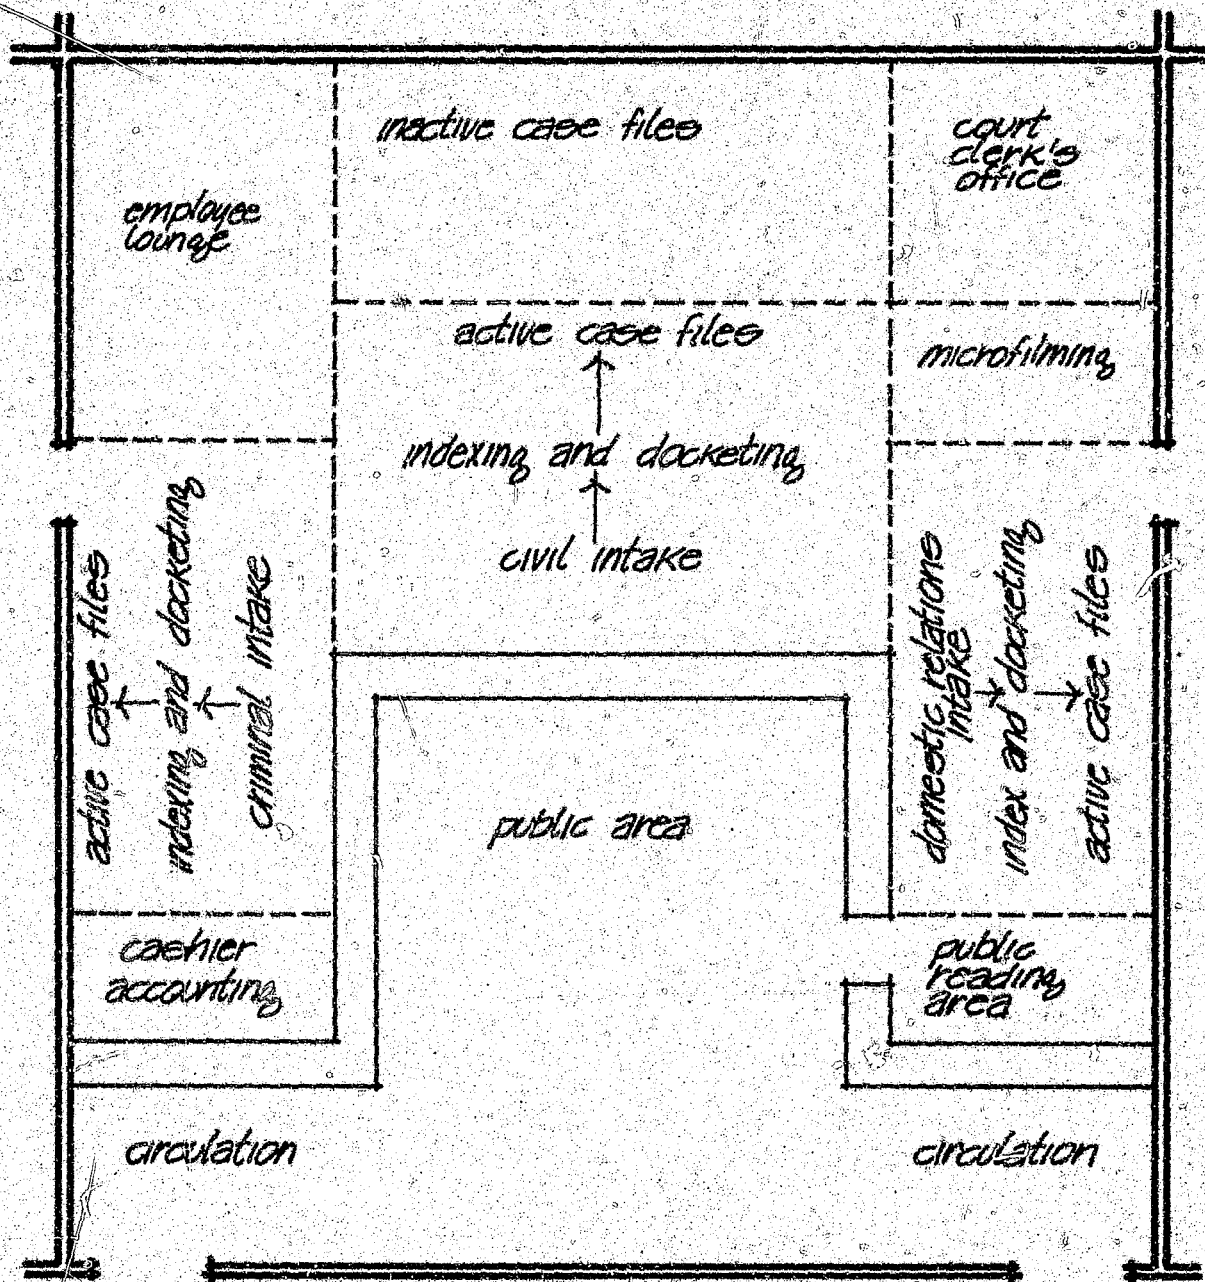 inactive case files
court
clerk's
office
employee
lounge
active case files
microfilming
indexing and docketing
civil intake
active case files
indexing and docketing
criminal intake
domestic relations
intake
index and docketing
active case files
public area
cashier
accounting
public
reading
area
circulation
circulation